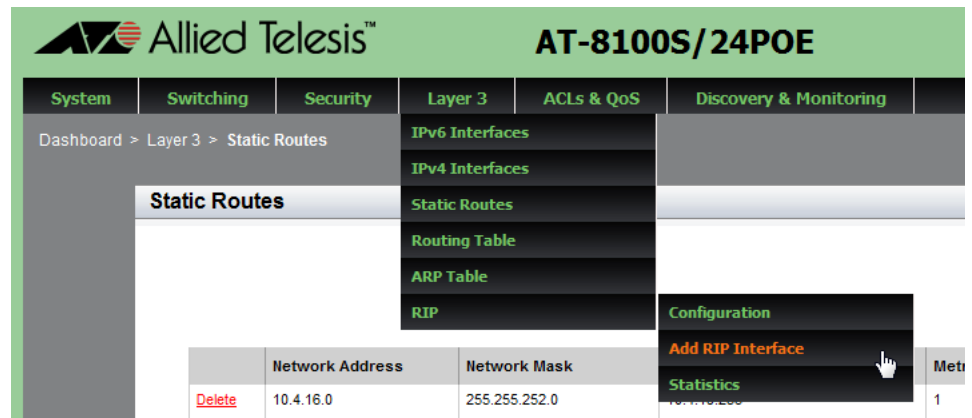 Allied Telesis™ AT-8100S/24POE
System Switching Security Layer 3 ACLs & QoS Discovery & Monitoring
Dashboard > Layer 3 > Static Routes
IPv6 Interfaces
IPv4 Interfaces
Static Routes
Static Routes
Routing Table
ARP Table
RIP
Configuration
Add RIP Interface
Statistics
Network Address Network Mask Metr
Delete 10.4.16.0 255.255.252.0 1